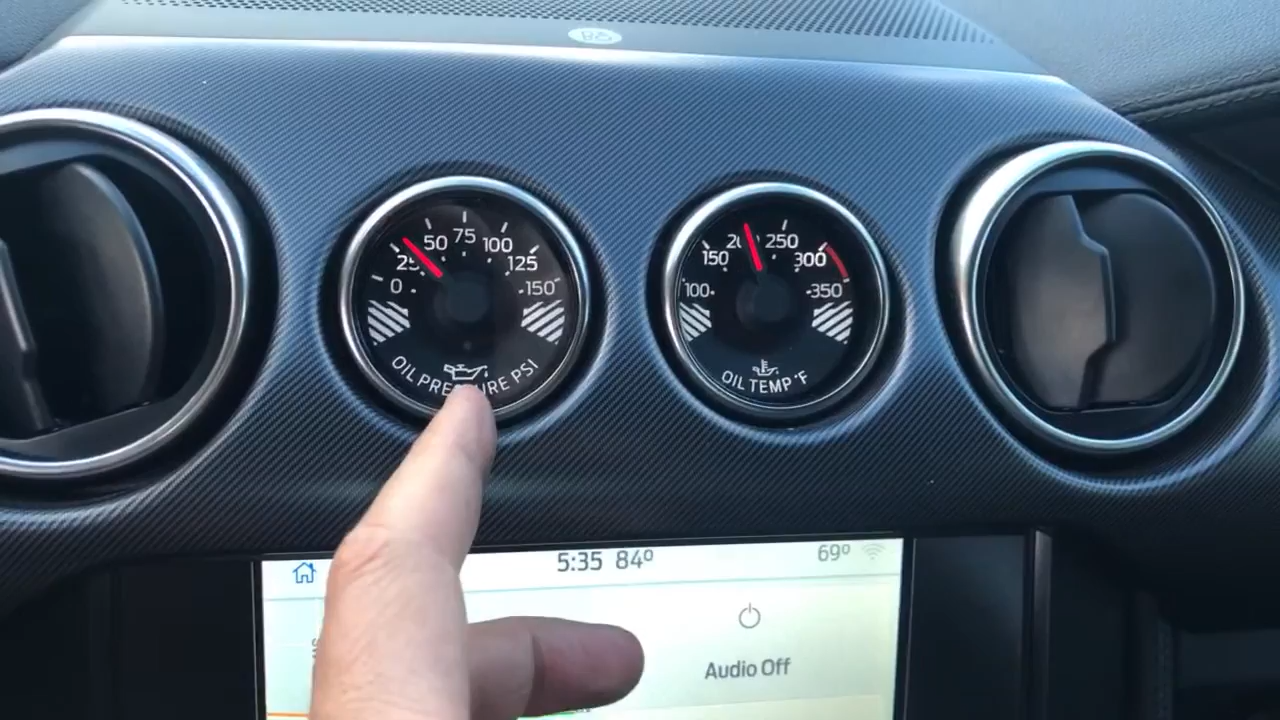 0 25 50 75 100 125 150
OIL PRESSURE PSI
100 150 20 250 300 350
OIL TEMP °F
5:35 84° 69°
Audio Off